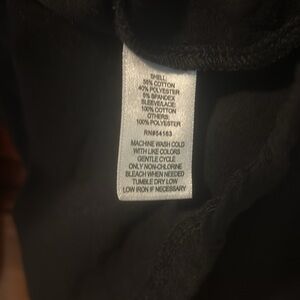 SHELL:
55% COTTON
40% POLYESTER
5% SPANDEX
SLEEVE/LACE:
100% COTTON
OTHERS:
100% POLYESTER
RN#54163
MACHINE WASH COLD
WITH LIKE COLORS
GENTLE CYCLE
ONLY NON-CHLORINE
BLEACH WHEN NEEDED
TUMBLE DRY LOW
LOW IRON IF NECESSARY